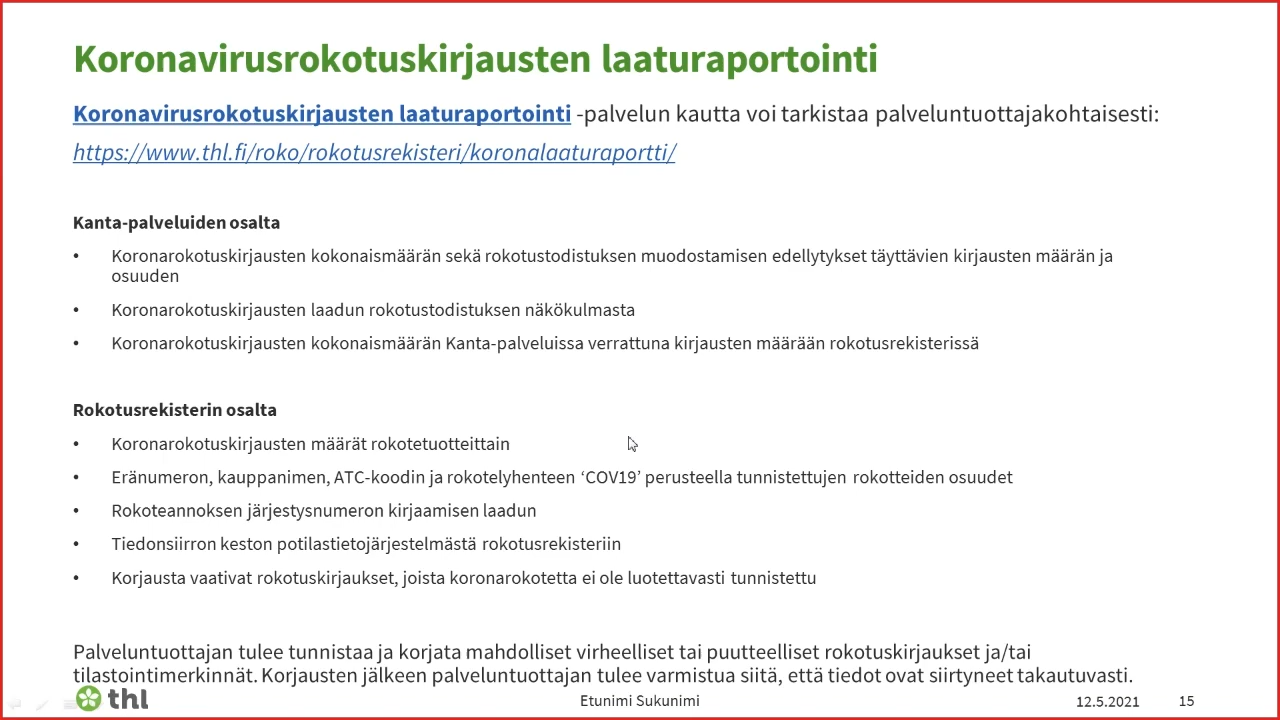 Koronavirusrokotuskirjausten laaturaportointi
Koronavirusrokotuskirjausten laaturaportointi -palvelun kautta voi tarkistaa palveluntuottajakohtaisesti:
https://www.thl.fi/roko/rokotusrekisteri/koronalaaturaportti/
Kanta-palveluiden osalta
• Koronarokotuskirjausten kokonaismäärän sekä rokotustodistuksen muodostamisen edellytykset täyttävien kirjausten määrän ja
osuuden
• Koronarokotuskirjausten laadun rokotustodistuksen näkökulmasta
• Koronarokotuskirjausten kokonaismäärän Kanta-palveluissa verrattuna kirjausten määrään rokotusrekisterissä
Rokotusrekisterin osalta
• Koronarokotuskirjausten määrät rokotetuotteittain
• Eränumeron, kauppanimen, ATC-koodin ja rokotelyhenteen ‘COV19’ perusteella tunnistettujen rokotteiden osuudet
• Rokoteannoksen järjestysnumeron kirjaamisen laadun
• Tiedonsiirron keston potilastietojärjestelmästä rokotusrekisteriin
• Korjausta vaativat rokotuskirjaukset, joista koronarokotetta ei ole luotettavasti tunnistettu
Palveluntuottajan tulee tunnistaa ja korjata mahdolliset virheelliset tai puutteelliset rokotuskirjaukset ja/tai
tilastointimerkinnät. Korjausten jälkeen palveluntuottajan tulee varmistua siitä, että tiedot ovat siirtyneet takautuvasti.
thl
Etunimi Sukunimi
12.5.2021
15